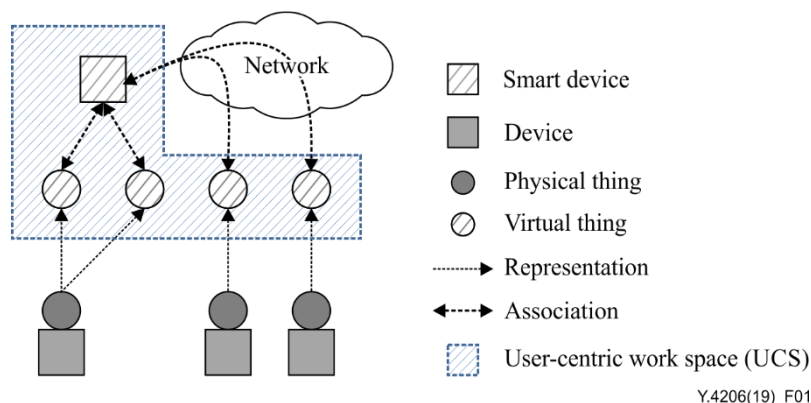 Network
Smart device
Device
Physical thing
Virtual thing
Representation
Association
User-centric work space (UCS)
Y.4206(19)_F01